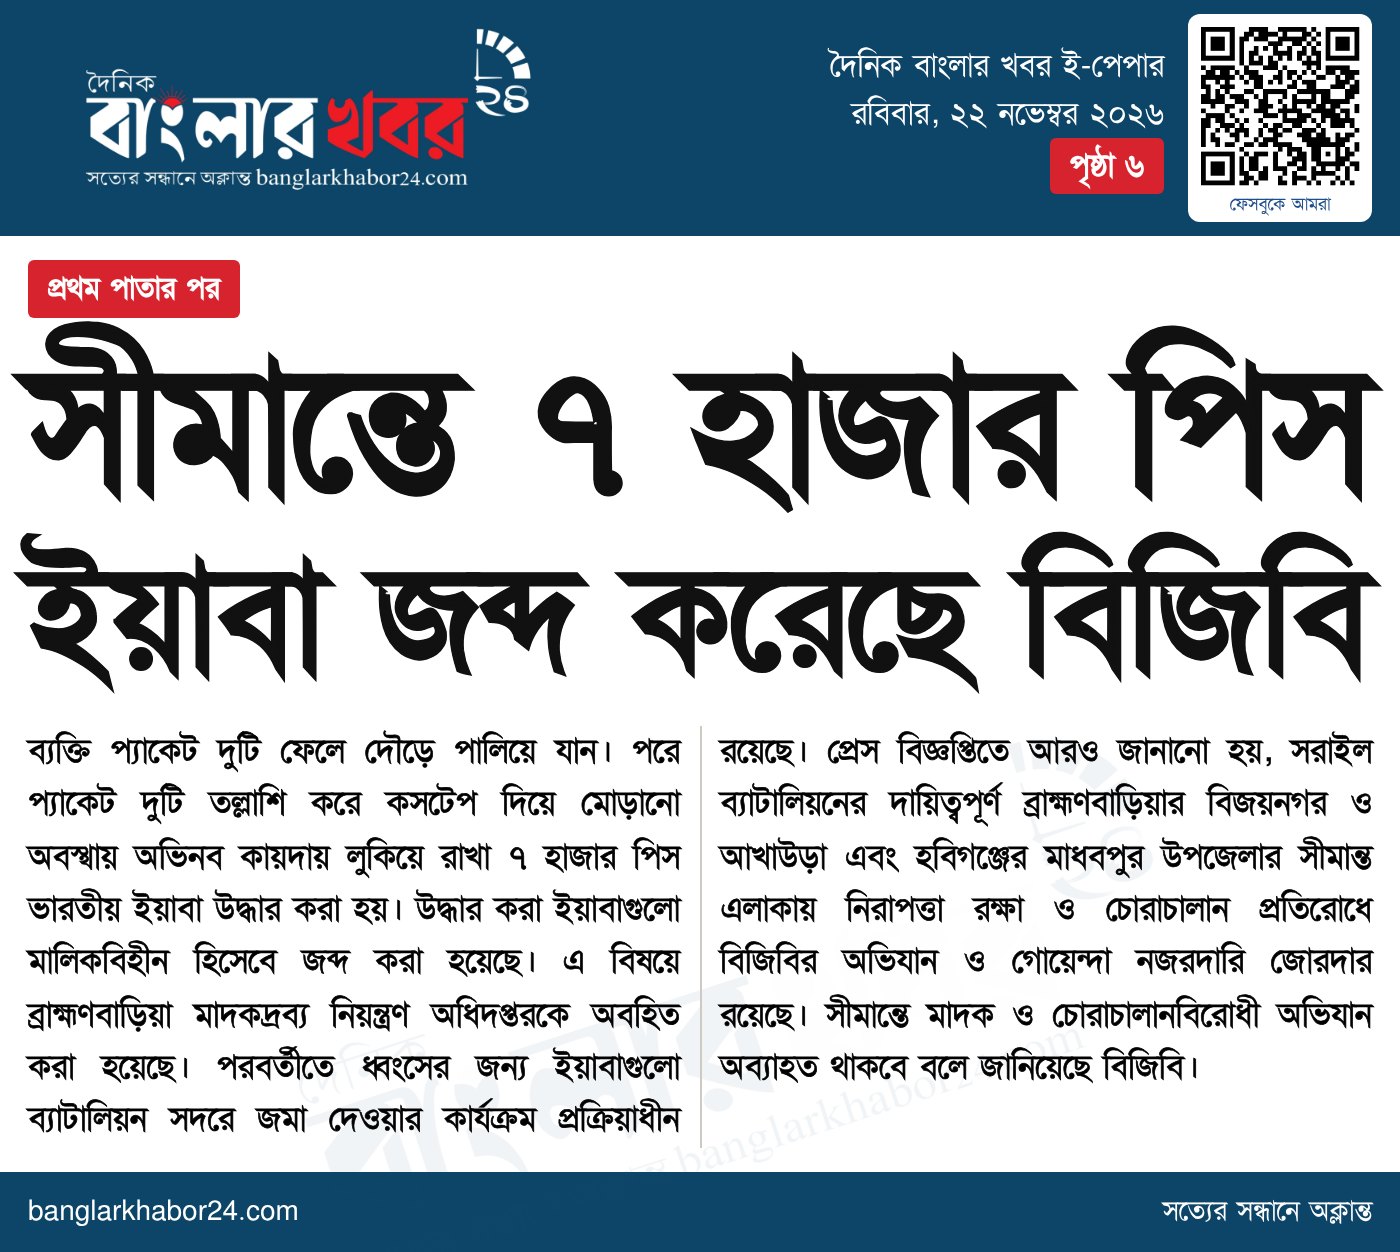 দৈনিক
বাংলার খবর
২৪
সত্যের সন্ধানে অক্লান্ত banglarkhabor24.com
দৈনিক বাংলার খবর ই-পেপার
রবিবার, ২২ নভেম্বর ২০২৬
পৃষ্ঠা ৬
ফেসবুকে আমরা
প্রথম পাতার পর
সীমান্তে ৭ হাজার পিস
ইয়াবা জব্দ করেছে বিজিবি
ব্যক্তি প্যাকেট দুটি ফেলে দৌড়ে পালিয়ে যান। পরে
প্যাকেট দুটি তল্লাশি করে কসটেপ দিয়ে মোড়ানো
অবস্থায় অভিনব কায়দায় লুকিয়ে রাখা ৭ হাজার পিস
ভারতীয় ইয়াবা উদ্ধার করা হয়। উদ্ধার করা ইয়াবাগুলো
মালিকবিহীন হিসেবে জব্দ করা হয়েছে। এ বিষয়ে
ব্রাহ্মণবাড়িয়া মাদকদ্রব্য নিয়ন্ত্রণ অধিদপ্তরকে অবহিত
করা হয়েছে। পরবর্তীতে ধ্বংসের জন্য ইয়াবাগুলো
ব্যাটালিয়ন সদরে জমা দেওয়ার কার্যক্রম প্রক্রিয়াধীন
রয়েছে। প্রেস বিজ্ঞপ্তিতে আরও জানানো হয়, সরাইল
ব্যাটালিয়নের দায়িত্বপূর্ণ ব্রাহ্মণবাড়িয়ার বিজয়নগর ও
আখাউড়া এবং হবিগঞ্জের মাধবপুর উপজেলার সীমান্ত
এলাকায় নিরাপত্তা রক্ষা ও চোরাচালান প্রতিরোধে
বিজিবির অভিযান ও গোয়েন্দা নজরদারি জোরদার
রয়েছে। সীমান্তে মাদক ও চোরাচালানবিরোধী অভিযান
অব্যাহত থাকবে বলে জানিয়েছে বিজিবি।
banglarkhabor24.com
সত্যের সন্ধানে অক্লান্ত